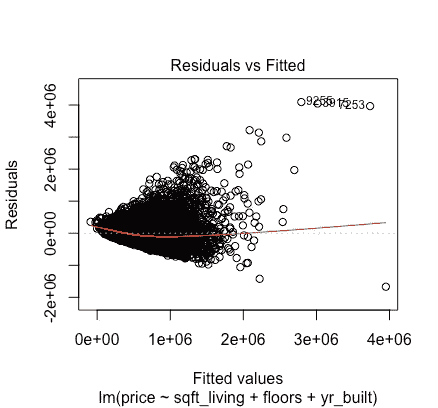 Residuals vs Fitted
4e+06
2e+06
0e+00
-2e+06
Residuals
9255
3915
7253
0e+00 1e+06 2e+06 3e+06 4e+06
Fitted values
lm(price ~ sqft_living + floors + yr_built)